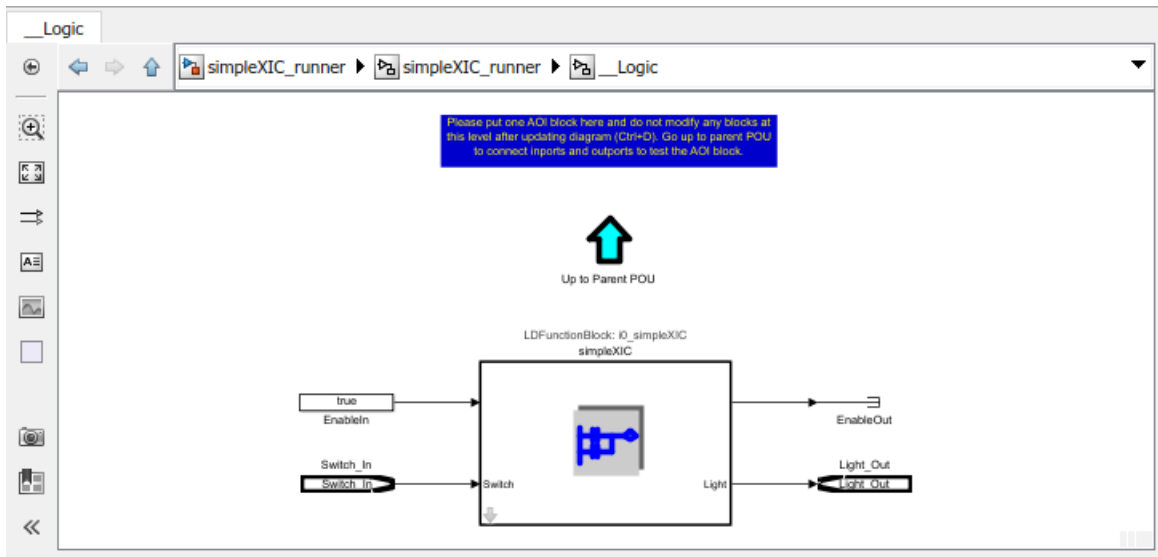 __Logic
simpleXIC_runner simpleXIC_runner __Logic
Please put one AOI block here and do not modify any blocks at
this level after updating diagram (Ctrl+D). Go up to parent POU
to connect inports and outports to test the AOI block.
Up to Parent POU
LDFunctionBlock: i0_simpleXIC
simpleXIC
true
EnableIn
EnableOut
Switch_In
Switch_In
Switch
Light
Light_Out
Light_Out